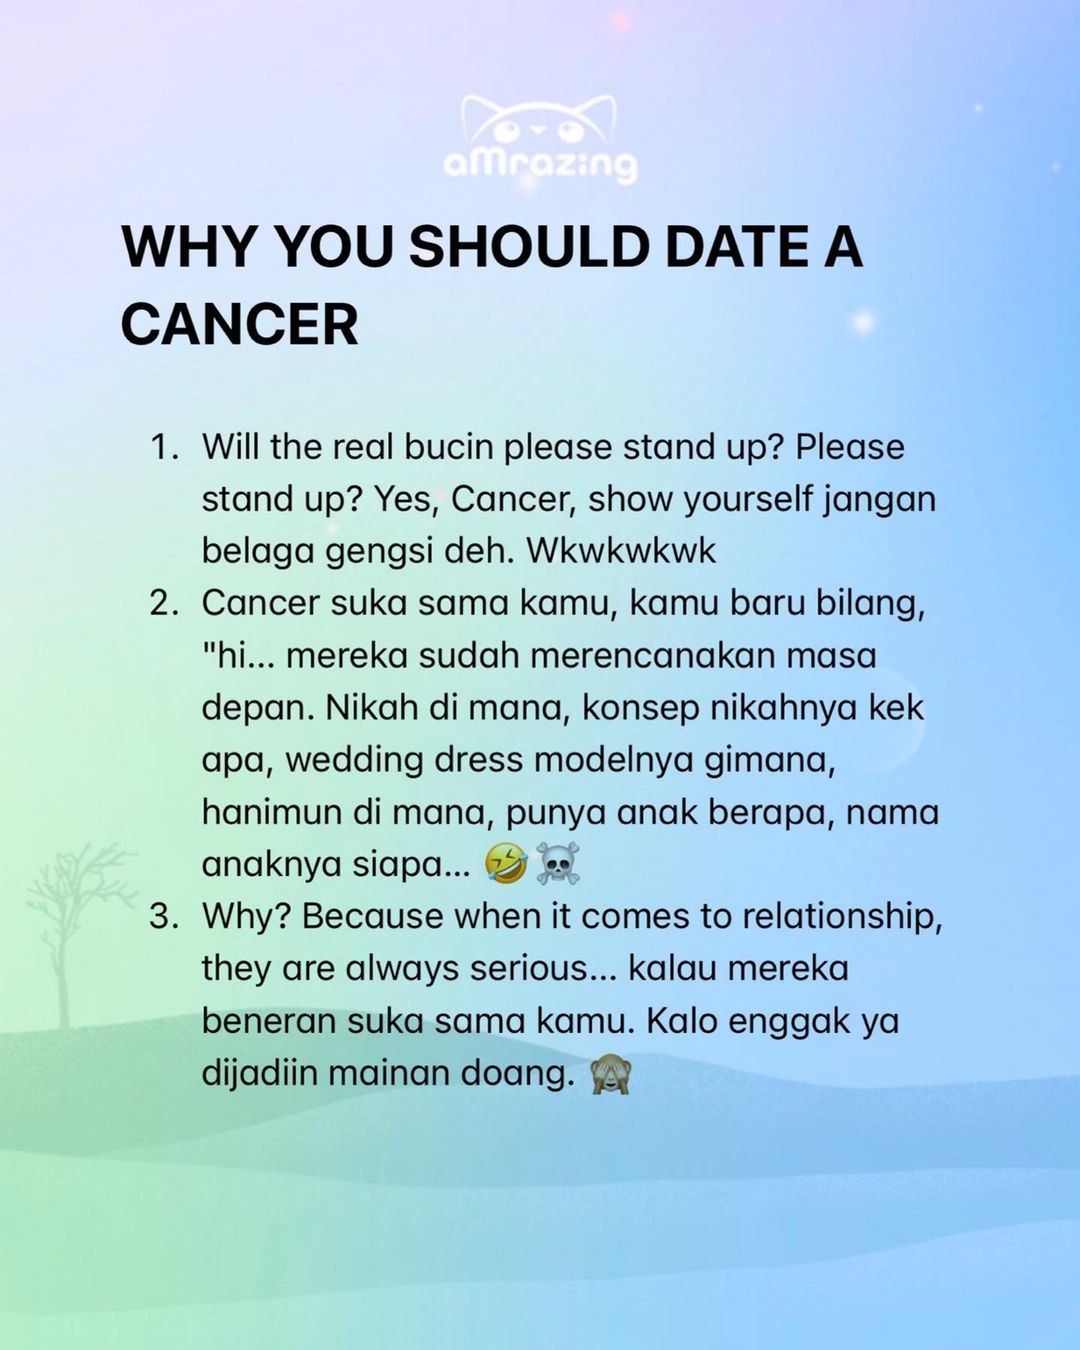 aMrazing
WHY YOU SHOULD DATE A
CANCER
1. Will the real bucin please stand up? Please
stand up? Yes, Cancer, show yourself jangan
belaga gengsi deh. Wkwkwkwk
2. Cancer suka sama kamu, kamu baru bilang,
"hi... mereka sudah merencanakan masa
depan. Nikah di mana, konsep nikahnya kek
apa, wedding dress modelnya gimana,
hanimun di mana, punya anak berapa, nama
anaknya siapa... 🤣☠️
3. Why? Because when it comes to relationship,
they are always serious... kalau mereka
beneran suka sama kamu. Kalo enggak ya
dijadiin mainan doang. 🙈